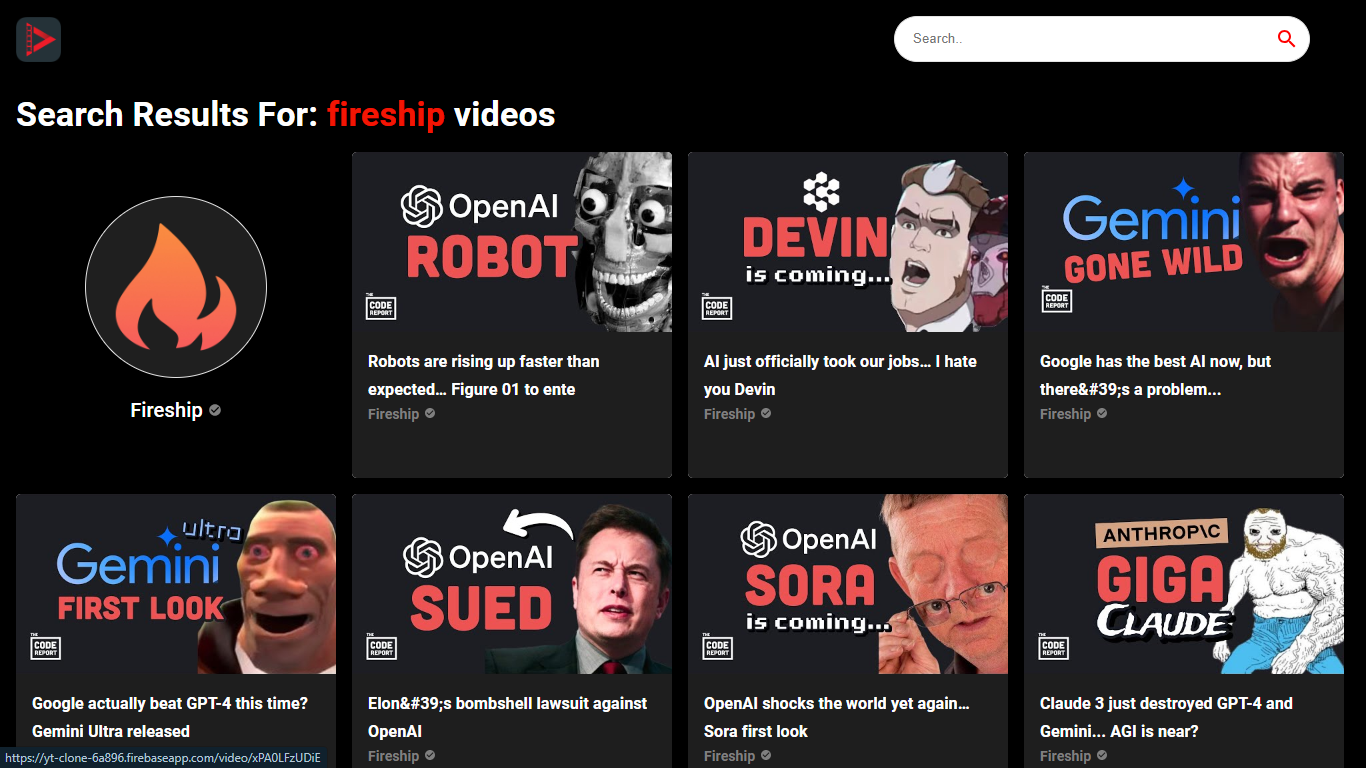 Search..
Search Results For: fireship videos
Fireship
OpenAI
ROBOT
THE
CODE
REPORT
Robots are rising up faster than
expected… Figure 01 to ente
Fireship
DEVIN
is coming...
THE
CODE
REPORT
AI just officially took our jobs… I hate
you Devin
Fireship
Gemini
GONE WILD
THE
CODE
REPORT
Google has the best AI now, but
there&#39;s a problem...
Fireship
ultra
Gemini
FIRST LOOK
THE
CODE
REPORT
Google actually beat GPT-4 this time?
Gemini Ultra released
OpenAI
SUED
THE
CODE
REPORT
Elon&#39;s bombshell lawsuit against
OpenAI
Fireship
OpenAI
SORA
is coming...
THE
CODE
REPORT
OpenAI shocks the world yet again…
Sora first look
Fireship
ANTHROP\C
GIGA
CLAUDE
THE
CODE
REPORT
Claude 3 just destroyed GPT-4 and
Gemini... AGI is near?
Fireship
https://yt-clone-6a896.firebaseapp.com/video/xPA0LFzUDiE